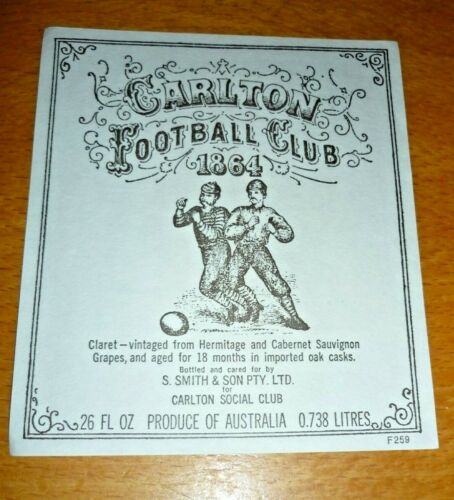 CARLTON
FOOTBALL CLUB
1864
Claret – vintaged from Hermitage and Cabernet Sauvignon
Grapes, and aged for 18 months in imported oak casks.
Bottled and cared for by
S. SMITH & SON PTY. LTD.
for
CARLTON SOCIAL CLUB
26 FL OZ PRODUCE OF AUSTRALIA 0.738 LITRES
F259